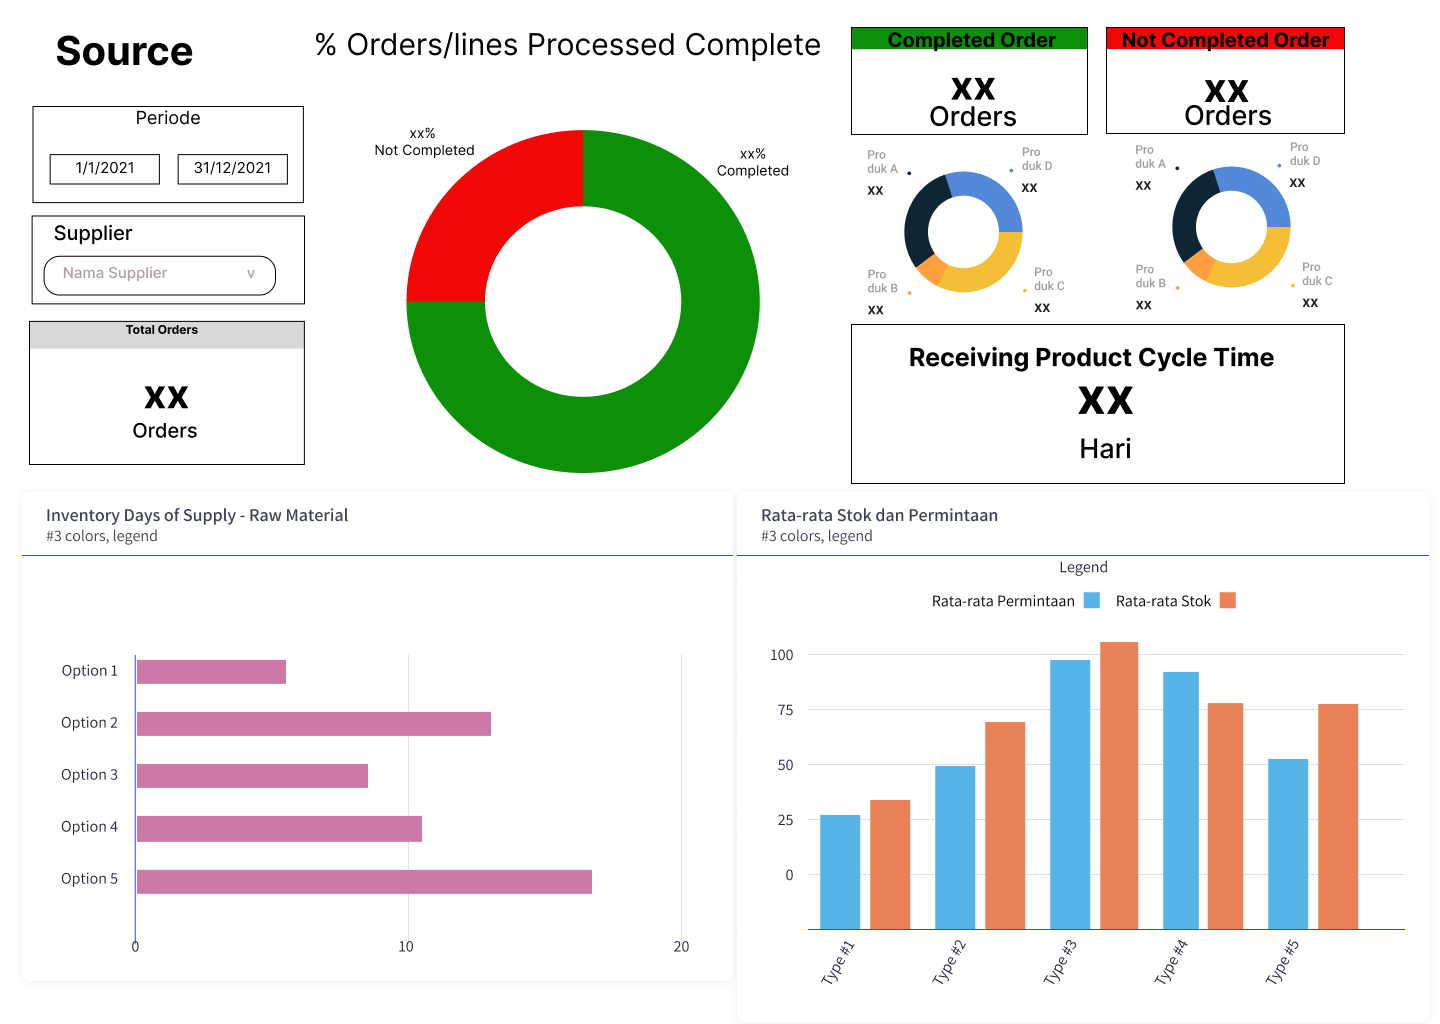 Source
% Orders/lines Processed Complete
Completed Order
xx
Orders
Not Completed Order
xx
Orders
Periode
1/1/2021
31/12/2021
Supplier
Nama Supplier
v
Total Orders
xx
Orders
xx%
Not Completed
xx%
Completed
Pro
duk A
xx
Pro
duk D
xx
Pro
duk B
xx
Pro
duk C
xx
Pro
duk A
xx
Pro
duk D
xx
Pro
duk B
xx
Pro
duk C
xx
Receiving Product Cycle Time
xx
Hari
Inventory Days of Supply - Raw Material
#3 colors, legend
Option 1
Option 2
Option 3
Option 4
Option 5
0
10
20
Rata-rata Stok dan Permintaan
#3 colors, legend
Legend
Rata-rata Permintaan
Rata-rata Stok
100
75
50
25
0
Type #1
Type #2
Type #3
Type #4
Type #5